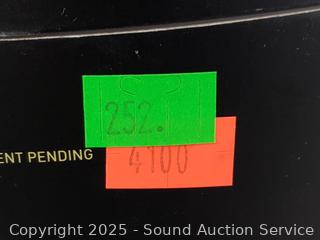 252.
ENT PENDING
4100
Copyright 2025 - Sound Auction Service